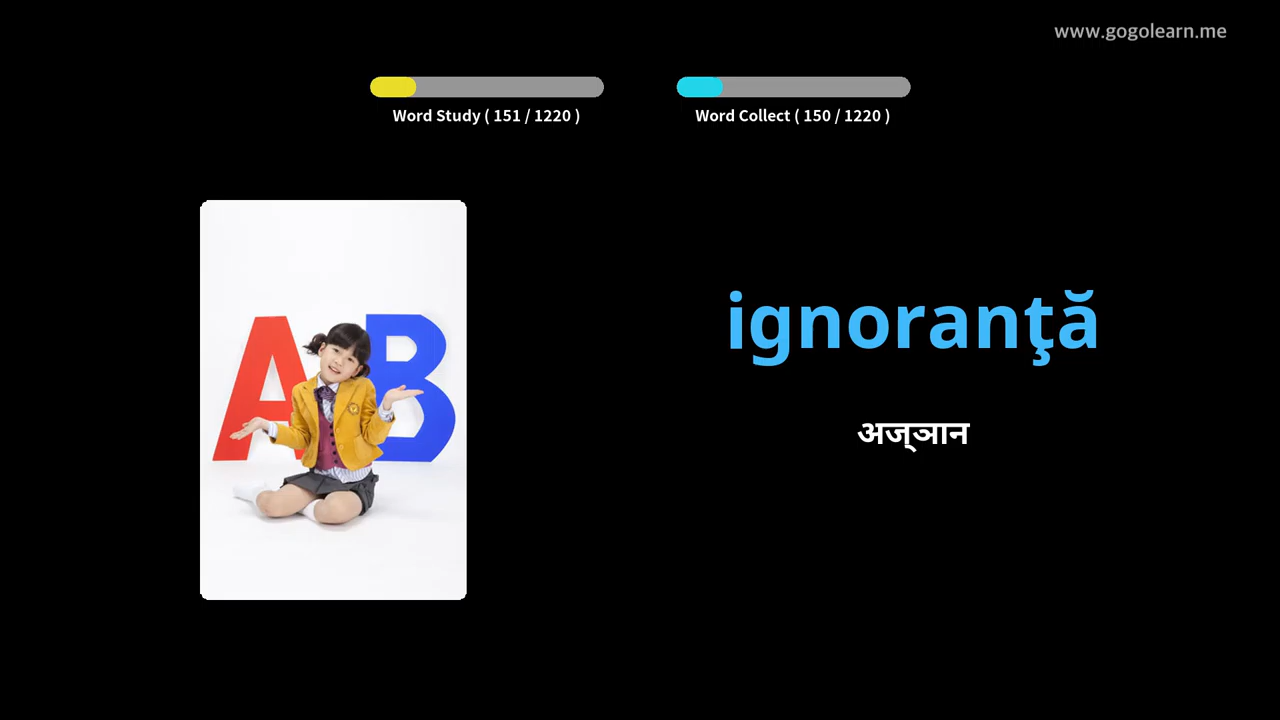 www.gogolearn.me
Word Study ( 151 / 1220 )
Word Collect ( 150 / 1220 )
A B
ignoranţă
अज्ञान